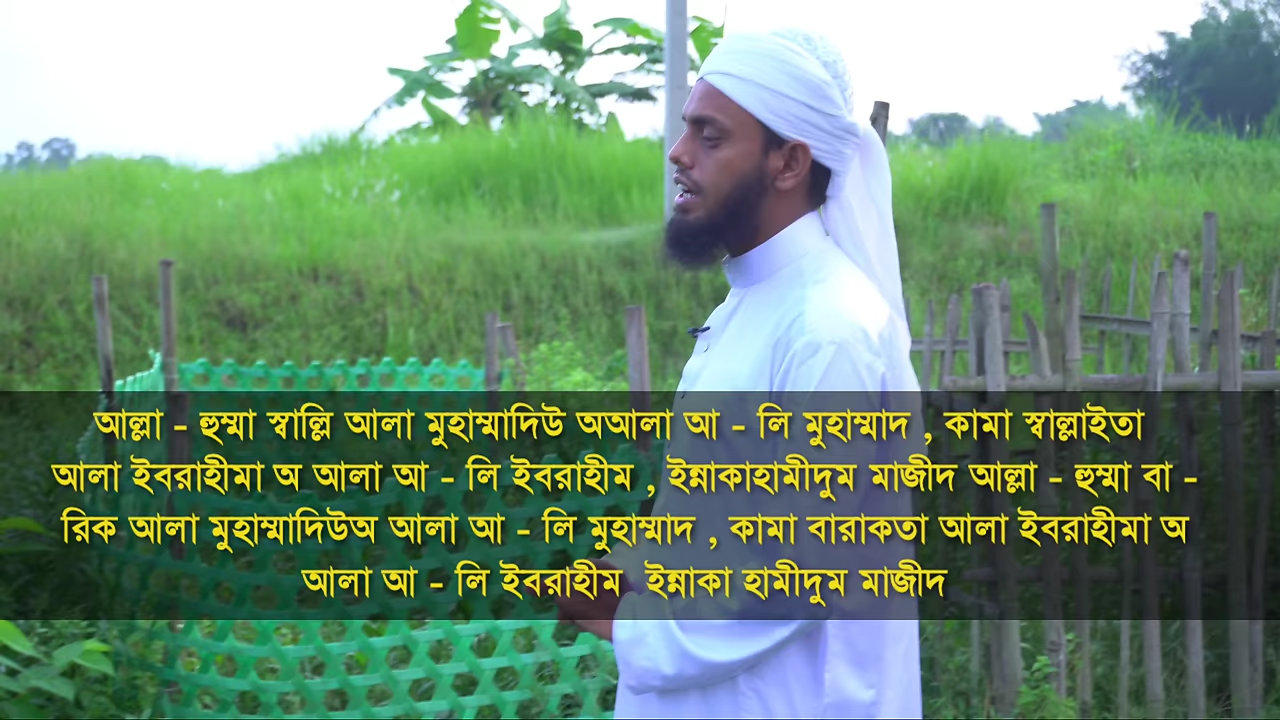 আল্লা - হুম্মা স্বাল্লি আলা মুহাম্মাদিউ অআলা আ - লি মুহাম্মাদ , কামা স্বাল্লাইতা
আলা ইবরাহীমা অ আলা আ - লি ইবরাহীম , ইন্নাকাহামীদুম মাজীদ আল্লা - হুম্মা বা -
রিক আলা মুহাম্মাদিউঅ আলা আ - লি মুহাম্মাদ , কামা বারাকতা আলা ইবরাহীমা অ
আলা আ - লি ইবরাহীম ইন্নাকা হামীদুম মাজীদ